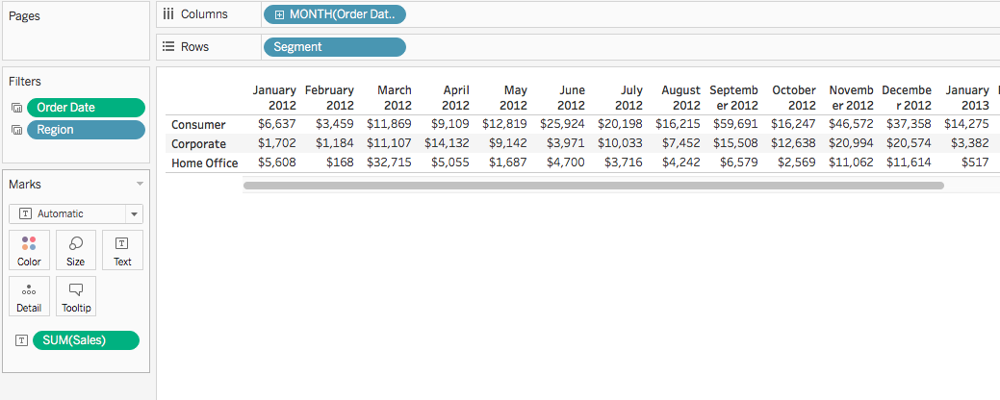 Pages
Columns
MONTH(Order Dat..
Rows
Segment
Filters
Order Date
Region
Marks
Automatic
Color Size Text
Detail Tooltip
SUM(Sales)
January February March April May June July August Septemb October Novemb Decembe January
2012 2012 2012 2012 2012 2012 2012 2012 er 2012 2012 er 2012 r 2012 2013
Consumer $6,637 $3,459 $11,869 $9,109 $12,819 $25,924 $20,198 $16,215 $59,691 $16,247 $46,572 $37,358 $14,275
Corporate $1,702 $1,184 $11,107 $14,132 $9,142 $3,971 $10,033 $7,452 $15,508 $12,638 $20,994 $20,574 $3,382
Home Office $5,608 $168 $32,715 $5,055 $1,687 $4,700 $3,716 $4,242 $6,579 $2,569 $11,062 $11,614 $517